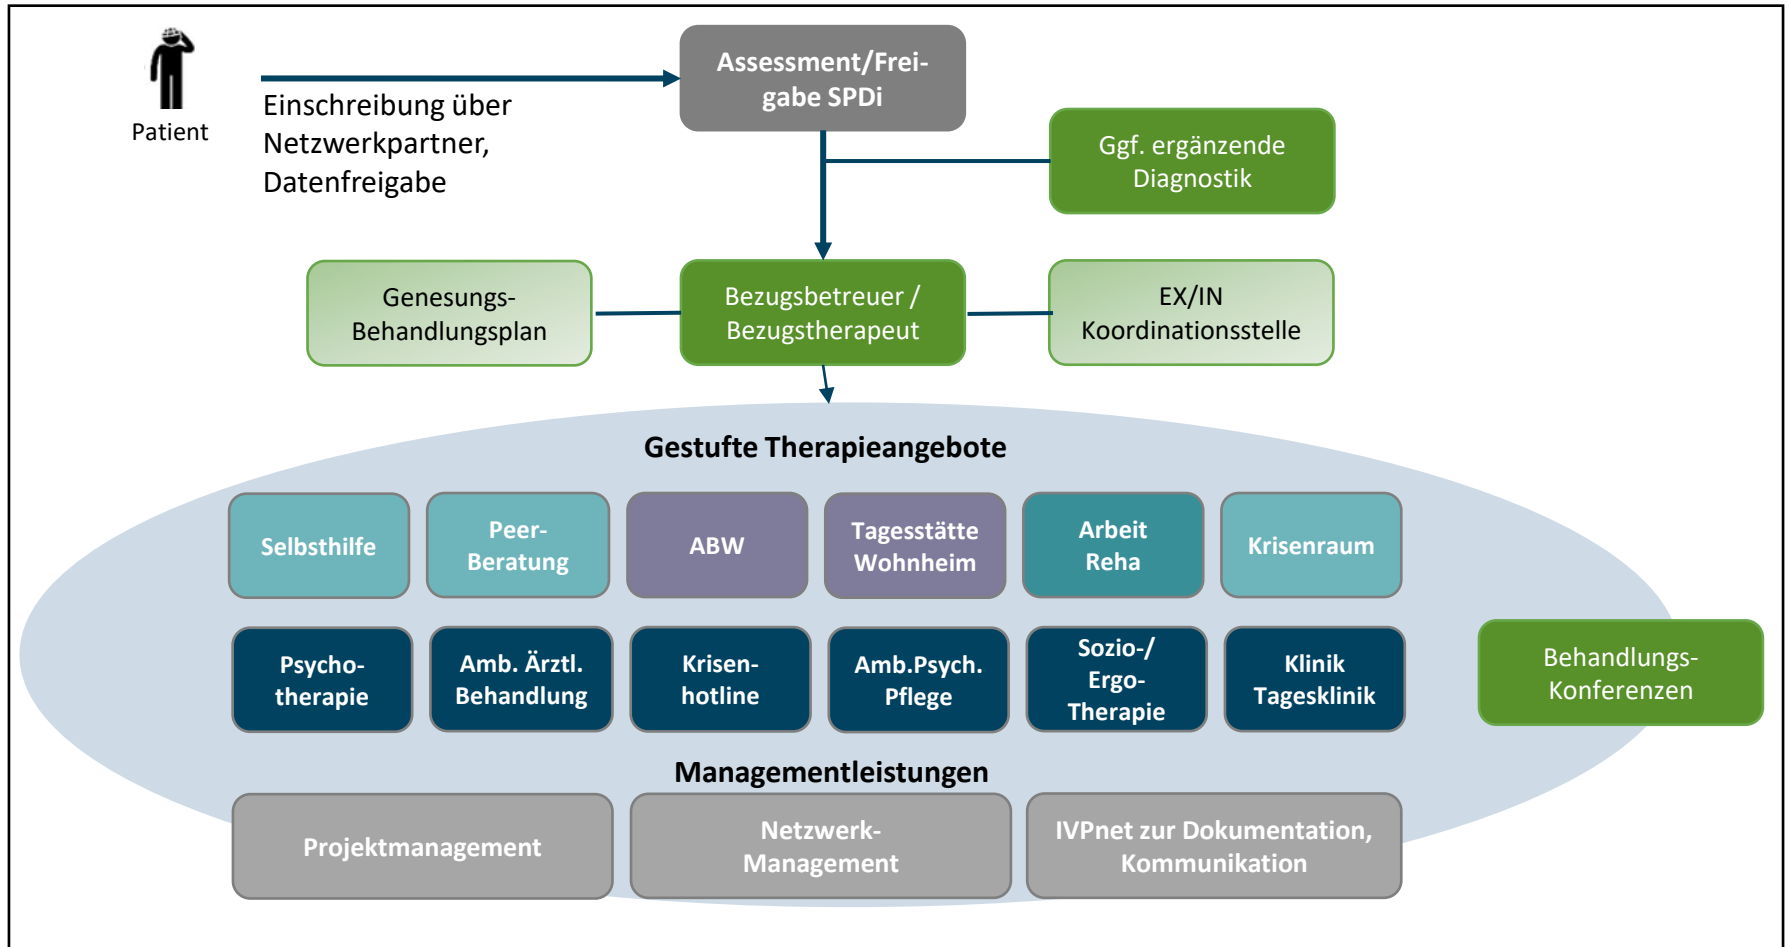 Patient
Einschreibung über
Netzwerkpartner,
Datenfreigabe
Assessment/Frei-
gabe SPDi
Ggf. ergänzende
Diagnostik
Genesungs-
Behandlungsplan
Bezugsbetreuer /
Bezugstherapeut
EX/IN
Koordinationsstelle
Gestufte Therapieangebote
Selbsthilfe
Peer-
Beratung
ABW
Tagesstätte
Wohnheim
Arbeit
Reha
Krisenraum
Psycho-
therapie
Amb. Ärztl.
Behandlung
Krisen-
hotline
Amb.Psych.
Pflege
Sozio-/
Ergo-
Therapie
Klinik
Tagesklinik
Behandlungs-
Konferenzen
Managementleistungen
Projektmanagement
Netzwerk-
Management
IVPnet zur Dokumentation,
Kommunikation